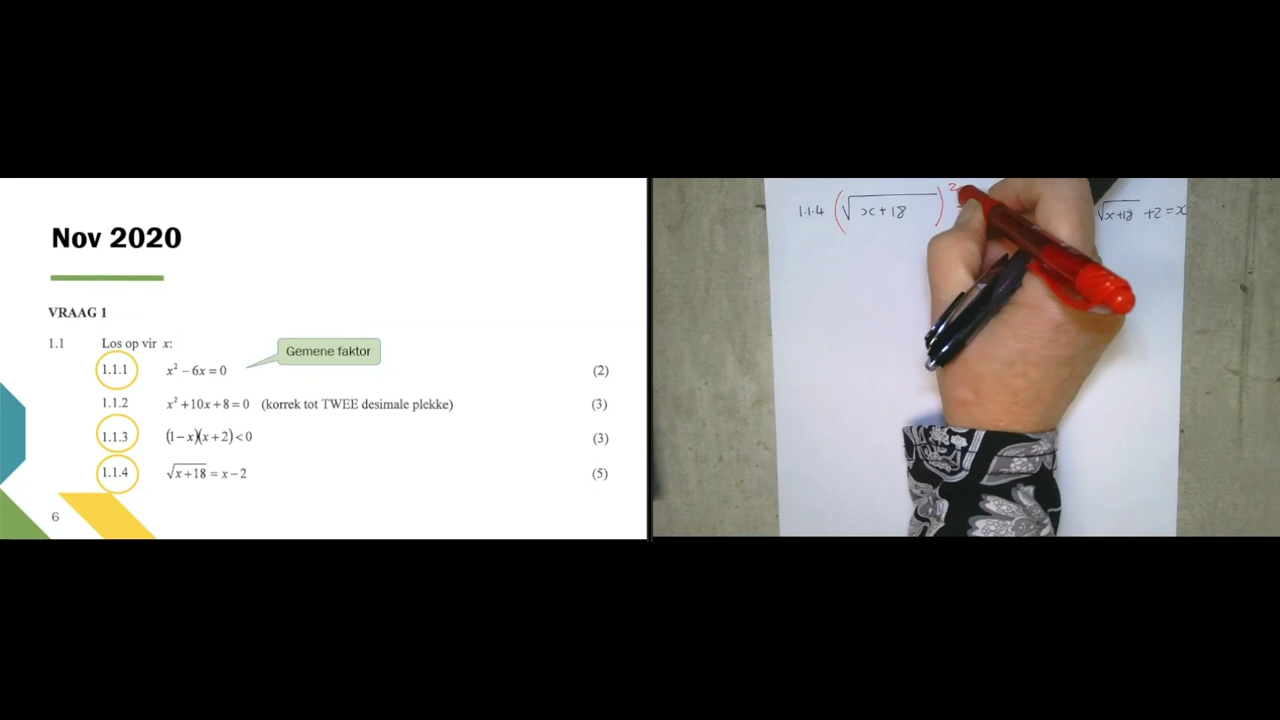 Nov 2020
VRAAG 1
1.1 Los op vir x:
1.1.1 x² – 6x = 0 (2)
Gemene faktor
1.1.2 x² + 10x + 8 = 0 (korrek tot TWEE desimale plekke) (3)
1.1.3 (1 – x)(x + 2) < 0 (3)
1.1.4 √(x + 18) = x – 2 (5)
6
1.1.4 (√x+18)²
√x+18 +2=x